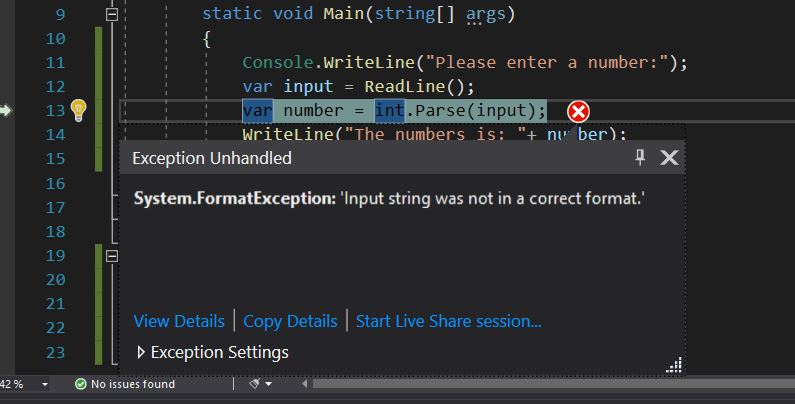 9 static void Main(string[] args)
10 {
11 Console.WriteLine("Please enter a number:");
12 var input = ReadLine();
13 var number = int.Parse(input);
14 WriteLine("The numbers is: "+ number);
15
Exception Unhandled
16
System.FormatException: 'Input string was not in a correct format.'
17
18
19
20
21
22
View Details Copy Details Start Live Share session...
23
Exception Settings
42 % No issues found